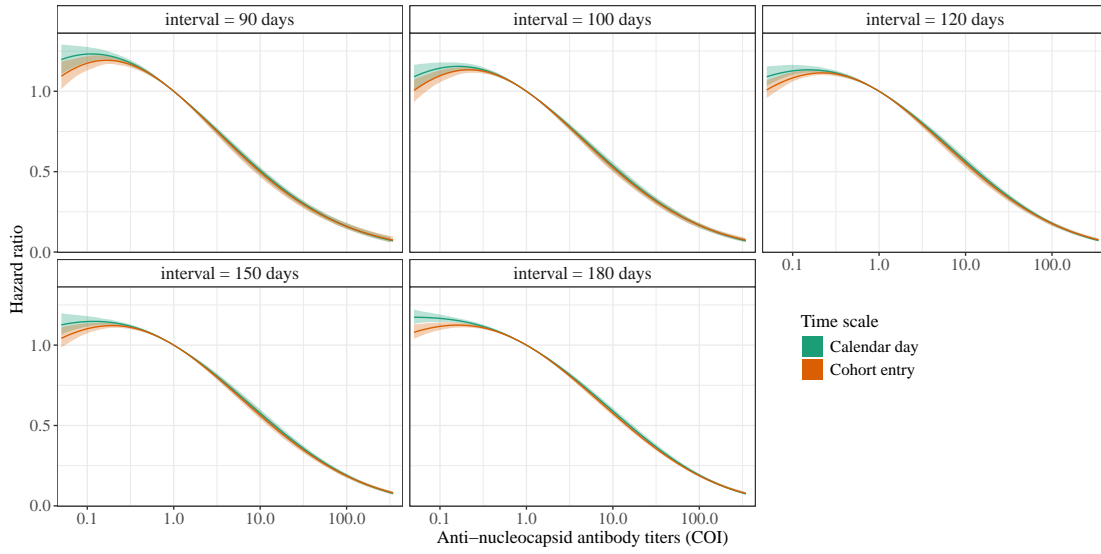 interval = 90 days
interval = 100 days
interval = 120 days
1.0
0.5
0.0
0.1 1.0 10.0 100.0
interval = 150 days
interval = 180 days
1.0
0.5
0.0
0.1 1.0 10.0 100.0
0.1 1.0 10.0 100.0
Hazard ratio
Anti−nucleocapsid antibody titers (COI)
Time scale
Calendar day
Cohort entry